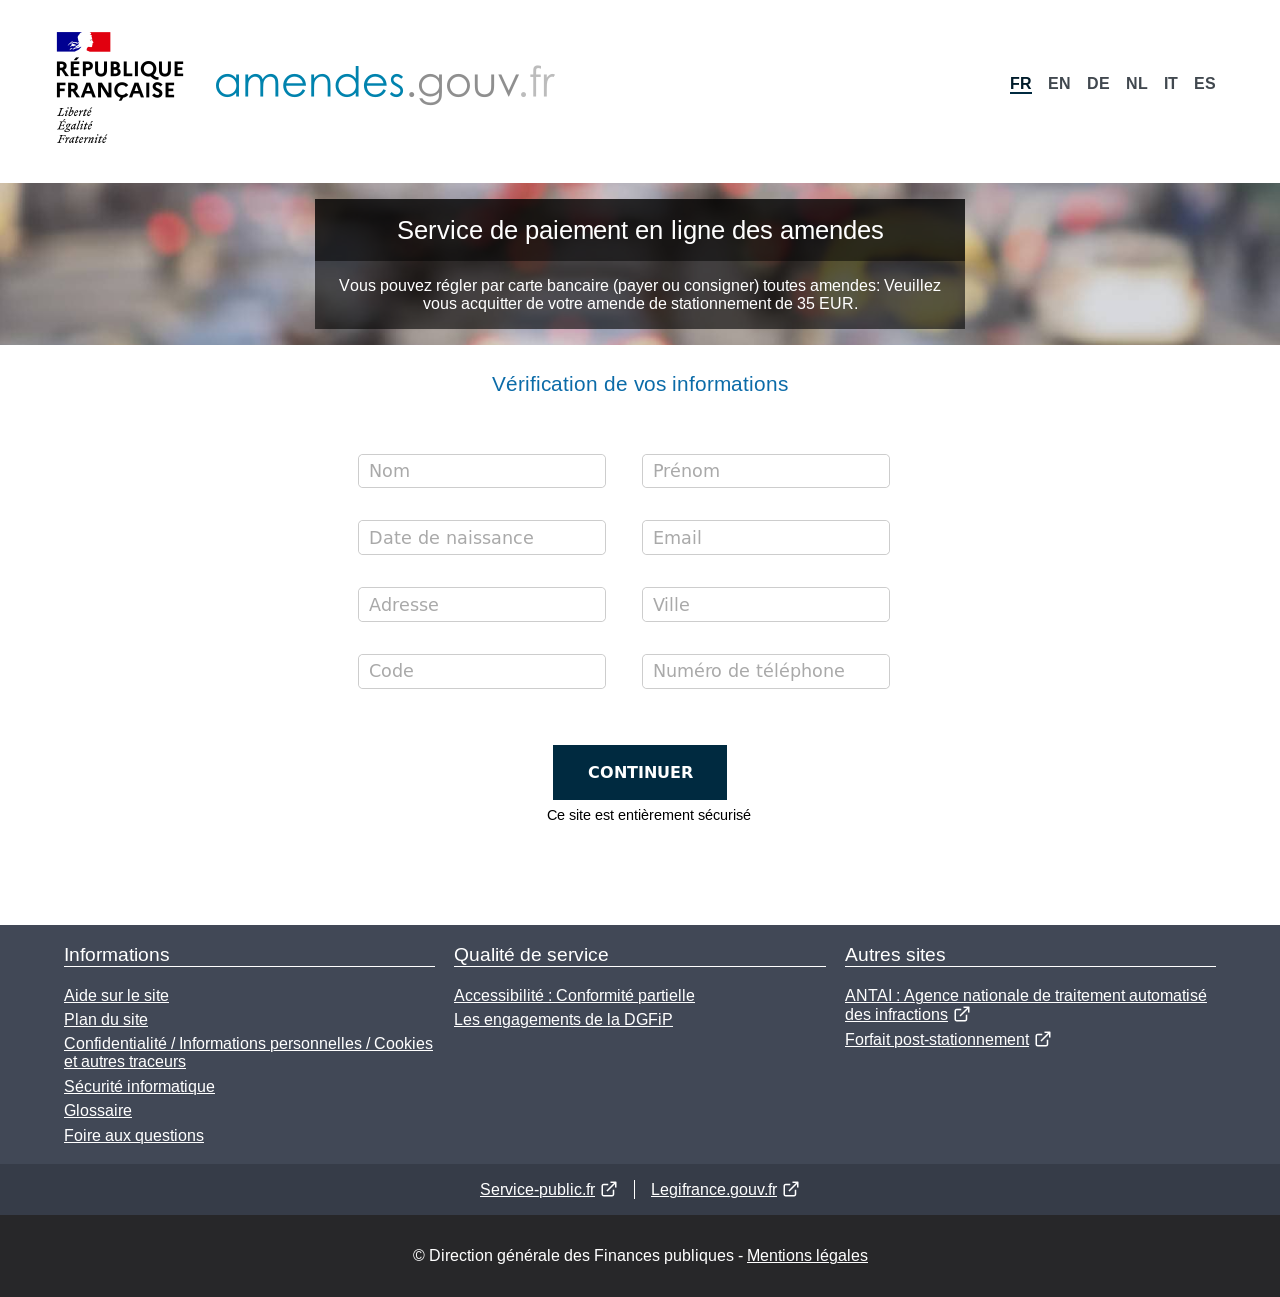 RÉPUBLIQUE
FRANÇAISE
Liberté
Égalité
Fraternité
amendes.gouv.fr
FR EN DE NL IT ES
Service de paiement en ligne des amendes
Vous pouvez régler par carte bancaire (payer ou consigner) toutes amendes: Veuillez
vous acquitter de votre amende de stationnement de 35 EUR.
Vérification de vos informations
Nom Prénom
Date de naissance Email
Adresse Ville
Code Numéro de téléphone
CONTINUER
Ce site est entièrement sécurisé
Informations
Aide sur le site
Plan du site
Confidentialité / Informations personnelles / Cookies
et autres traceurs
Sécurité informatique
Glossaire
Foire aux questions
Qualité de service
Accessibilité : Conformité partielle
Les engagements de la DGFiP
Autres sites
ANTAI : Agence nationale de traitement automatisé
des infractions
Forfait post-stationnement
Service-public.fr Legifrance.gouv.fr
© Direction générale des Finances publiques - Mentions légales